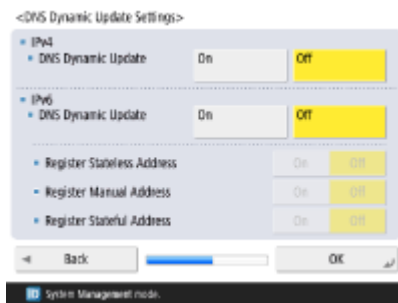 <DNS Dynamic Update Settings>
IPv4
DNS Dynamic Update On Off
IPv6
DNS Dynamic Update On Off
Register Stateless Address On Off
Register Manual Address On Off
Register Stateful Address On Off
Back OK
System Management mode.